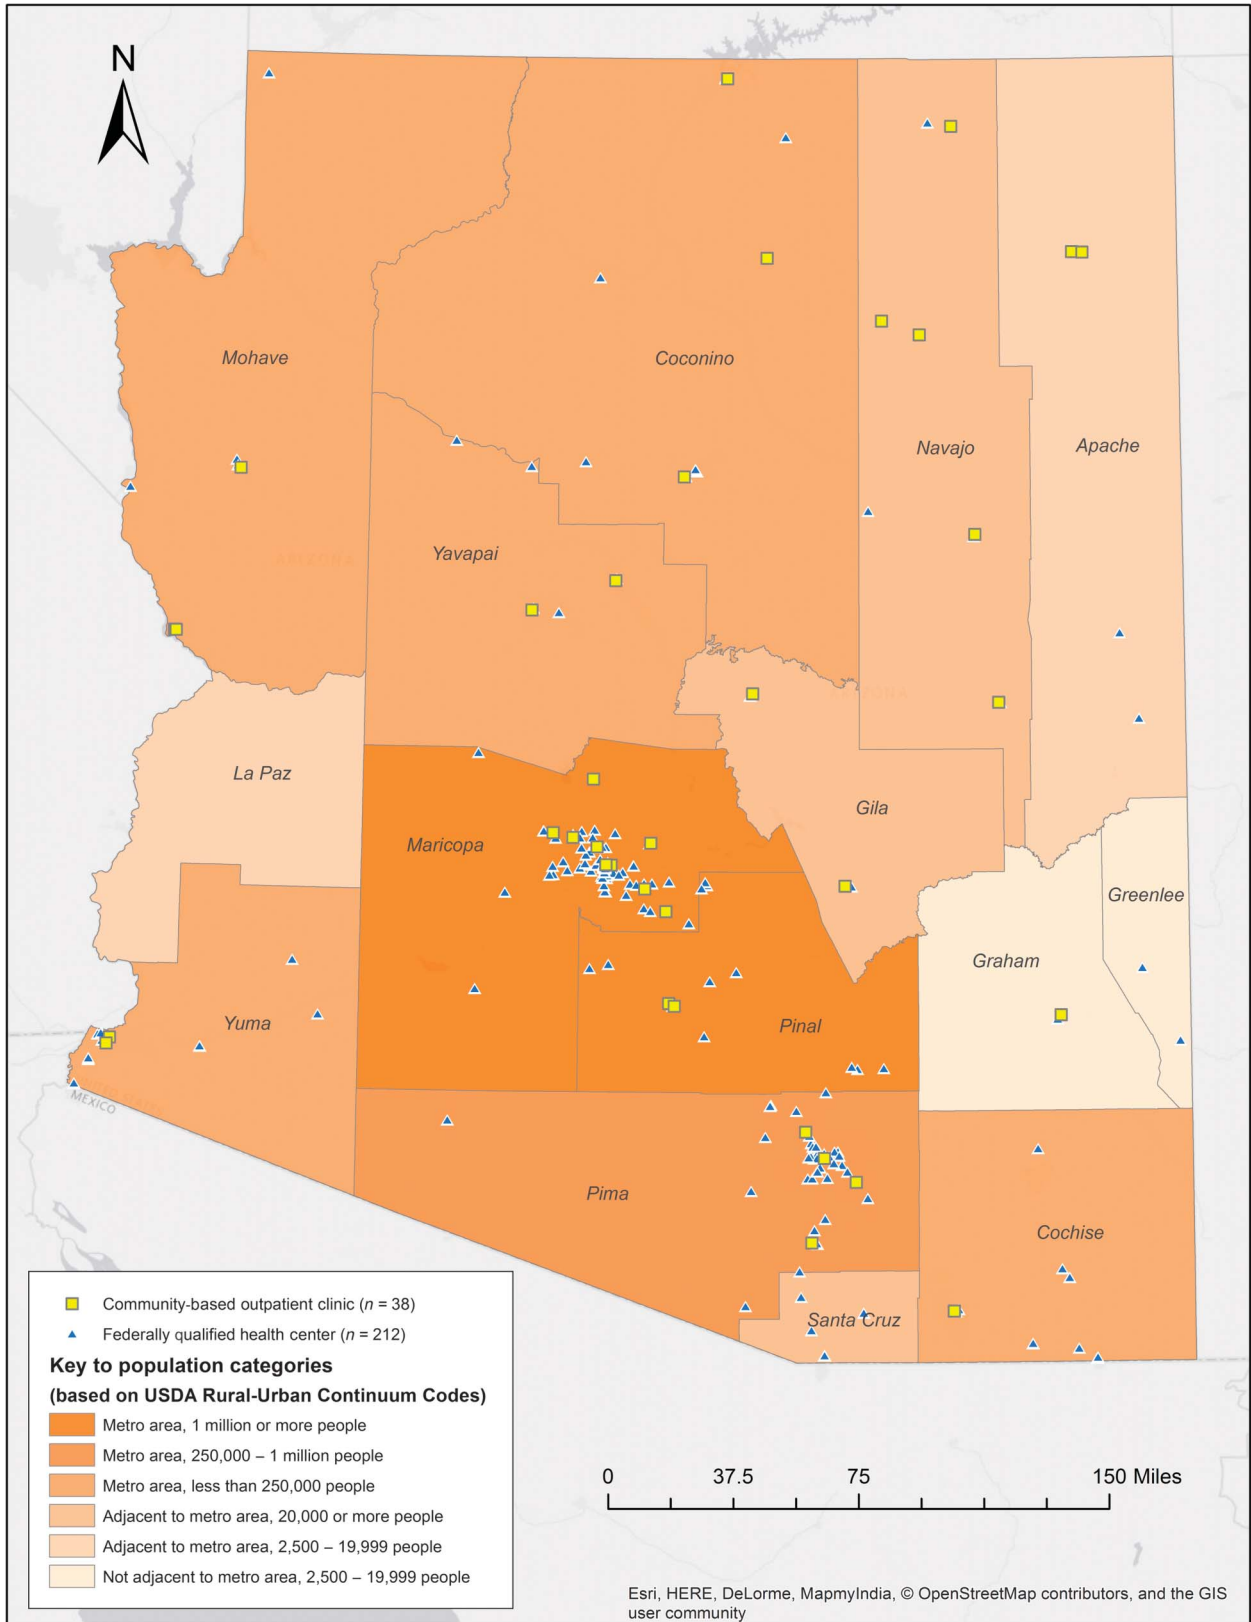 N
Mohave
Coconino
Navajo
Apache
Yavapai
ARIZONA
ARIZONA
La Paz
Gila
Maricopa
Greenlee
Graham
Yuma
Pinal
UNITED STATES
MEXICO
Pima
Cochise
Santa Cruz
Community-based outpatient clinic (n = 38)
Federally qualified health center (n = 212)
Key to population categories
(based on USDA Rural-Urban Continuum Codes)
Metro area, 1 million or more people
Metro area, 250,000 – 1 million people
Metro area, less than 250,000 people
Adjacent to metro area, 20,000 or more people
Adjacent to metro area, 2,500 – 19,999 people
Not adjacent to metro area, 2,500 – 19,999 people
0 37.5 75 150 Miles
Esri, HERE, DeLorme, MapmyIndia, © OpenStreetMap contributors, and the GIS
user community